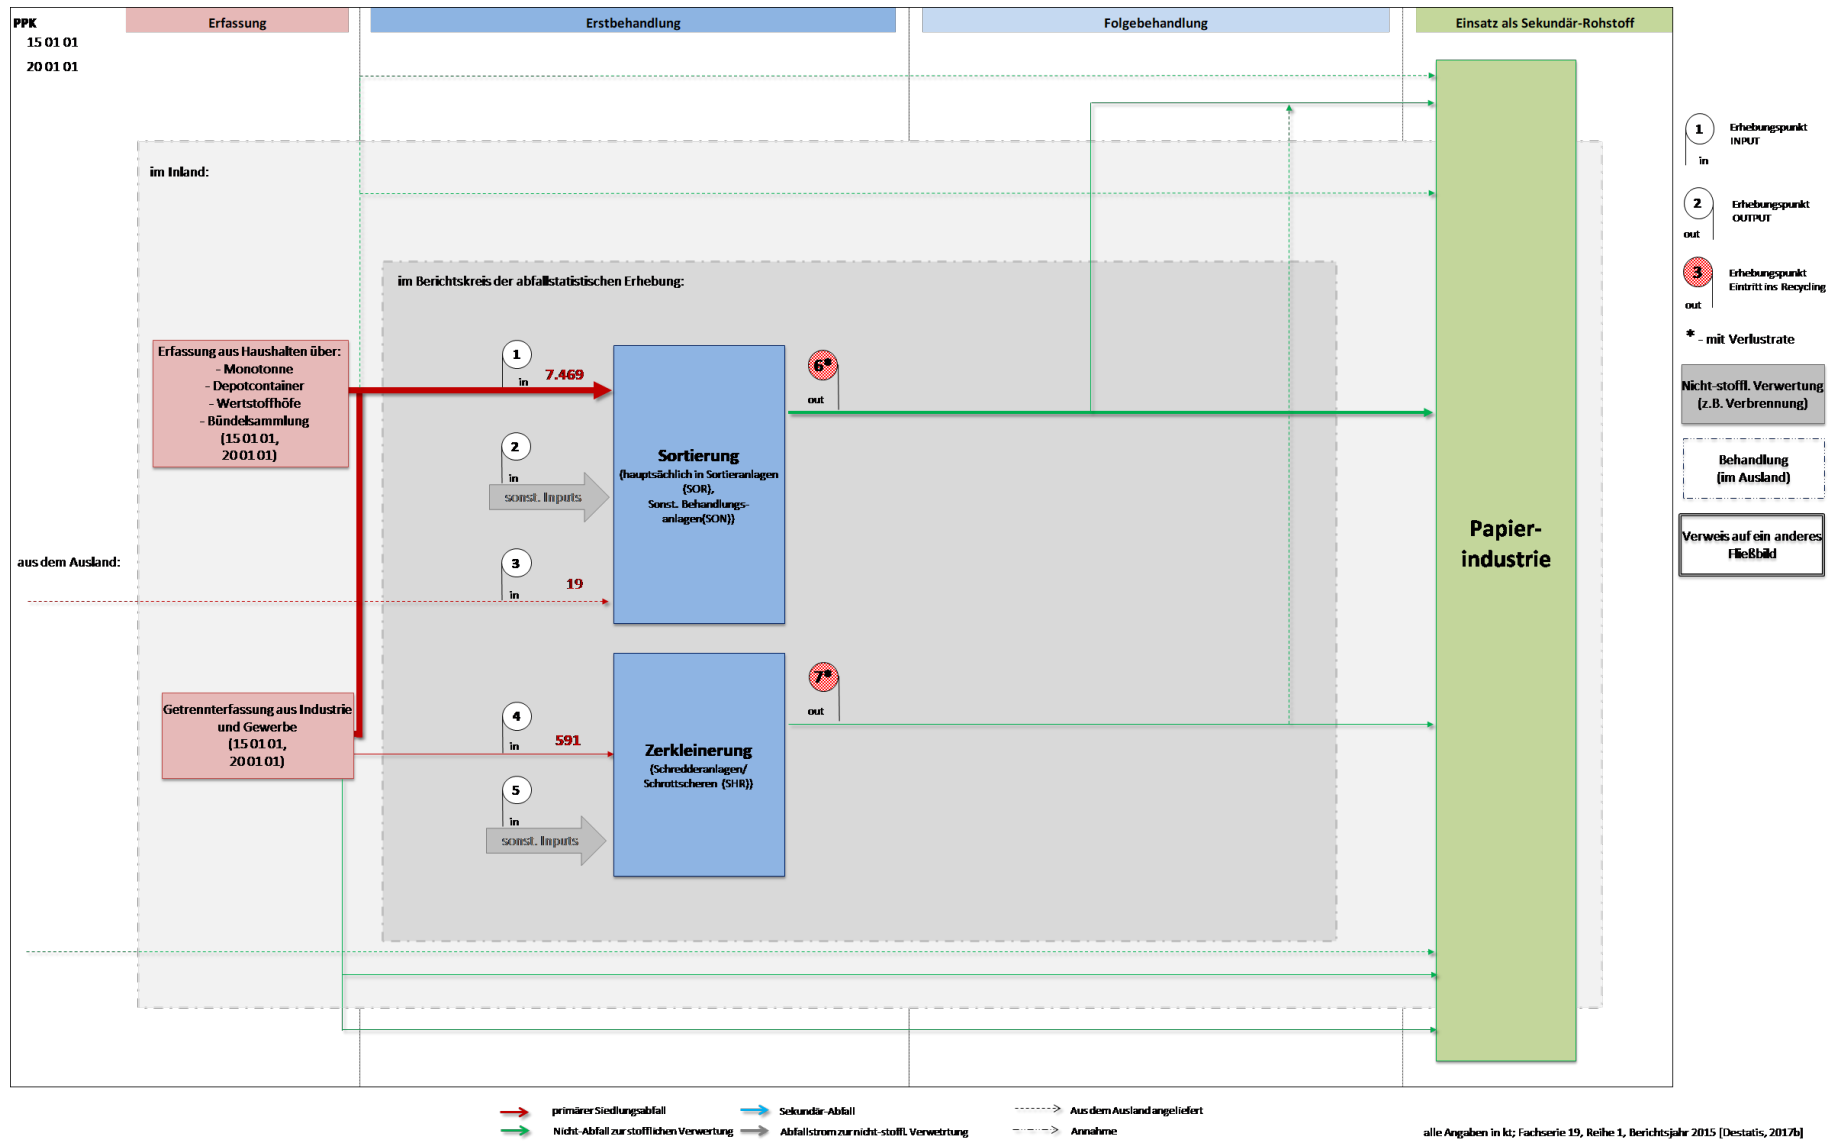 PPK
15 01 01
20 01 01
Erfassung
Erstbehandlung
Folgebehandlung
Einsatz als Sekundär-Rohstoff
im Inland:
im Berichtskreis der abfallstatistischen Erhebung:
Erfassung aus Haushalten über:
- Monotonne
- Depotcontainer
- Wertstoffhöfe
- Bündelsammlung
(15 01 01,
20 01 01)
aus dem Ausland:
Getrennterfassung aus Industrie
und Gewerbe
(15 01 01,
20 01 01)
1
in
7.469
2
in
sonst. Inputs
3
in
19
4
in
591
5
in
sonst. Inputs
Sortierung
(hauptsächlich in Sortieranlagen
(SOR),
Sonst. Behandlungs-
anlagen(SON))
Zerkleinerung
(Schredderanlagen/
Schrottscheren (SHR))
6*
out
7*
out
Papier-
industrie
1
in
Erhebungspunkt
INPUT
2
out
Erhebungspunkt
OUTPUT
3
out
Erhebungspunkt
Eintritt ins Recycling
* - mit Verlustrate
Nicht-stoffl. Verwertung
(z.B. Verbrennung)
Behandlung
(im Ausland)
Verweis auf ein anderes
Fließbild
primärer Siedlungsabfall
Sekundär-Abfall
Aus dem Ausland angeliefert
Nicht-Abfall zur stofflichen Verwertung
Abfallstrom zur nicht-stoffl. Verwetrtung
Annahme
alle Angaben in kt; Fachserie 19, Reihe 1, Berichtsjahr 2015 [Destatis, 2017b]